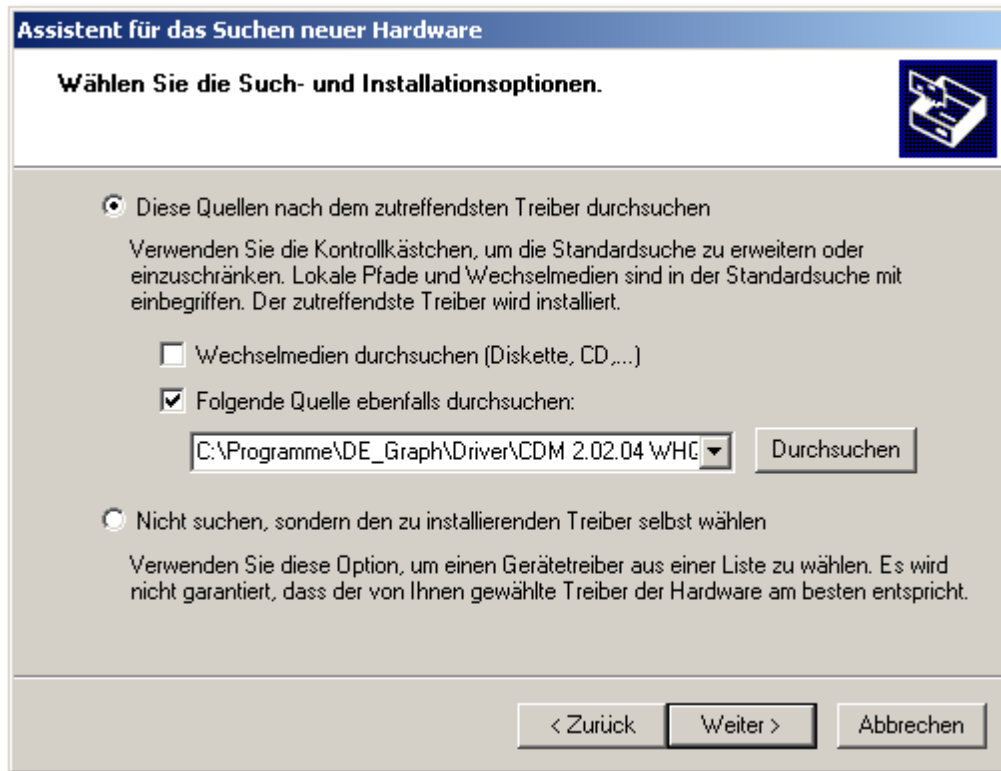 Assistent für das Suchen neuer Hardware
Wählen Sie die Such- und Installationsoptionen.
Diese Quellen nach dem zutreffendsten Treiber durchsuchen
Verwenden Sie die Kontrollkästchen, um die Standardsuche zu erweitern oder
einzuschränken. Lokale Pfade und Wechselmedien sind in der Standardsuche mit
einbegriffen. Der zutreffendste Treiber wird installiert.
Wechselmedien durchsuchen (Diskette, CD,...)
Folgende Quelle ebenfalls durchsuchen:
C:\Programme\DE_Graph\Driver\CDM 2.02.04 WHQ
Durchsuchen
Nicht suchen, sondern den zu installierenden Treiber selbst wählen
Verwenden Sie diese Option, um einen Gerätetreiber aus einer Liste zu wählen. Es wird
nicht garantiert, dass der von Ihnen gewählte Treiber der Hardware am besten entspricht.
< Zurück Weiter > Abbrechen